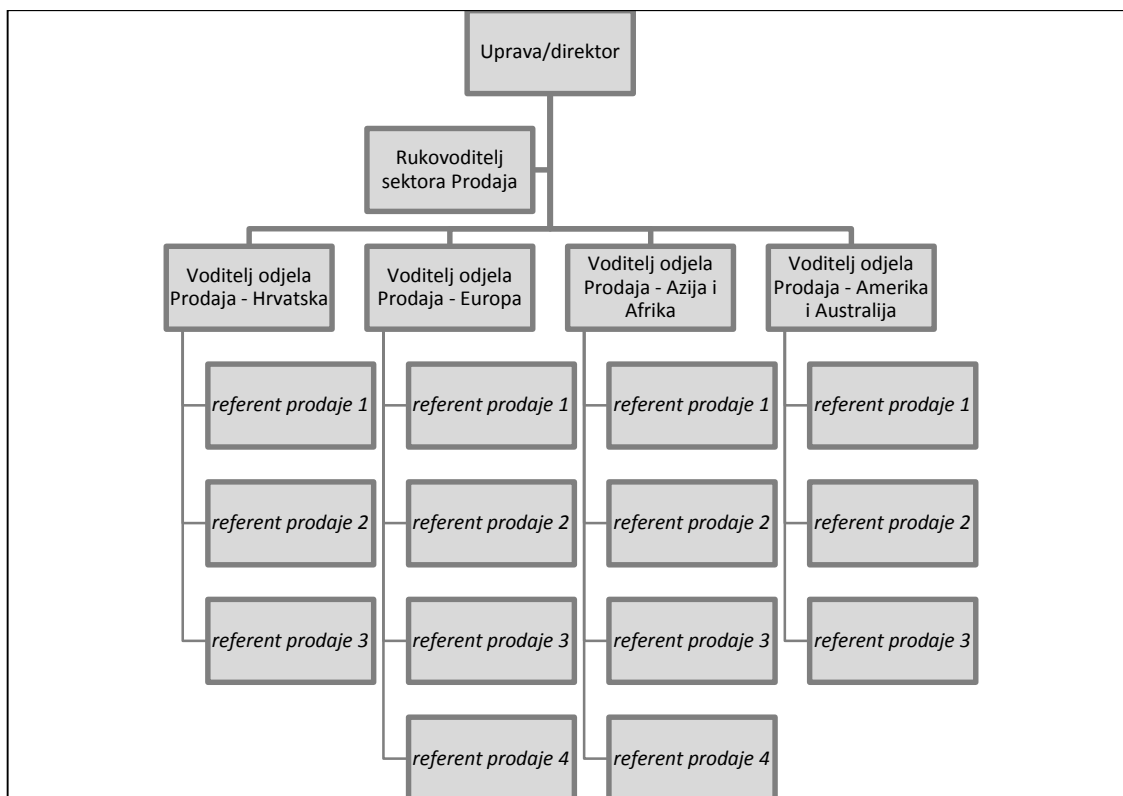 Uprava/direktor
Rukovoditelj
sektora Prodaja
Voditelj odjela
Prodaja - Hrvatska
Voditelj odjela
Prodaja - Europa
Voditelj odjela
Prodaja - Azija i
Afrika
Voditelj odjela
Prodaja - Amerika
i Australija
referent prodaje 1
referent prodaje 1
referent prodaje 1
referent prodaje 1
referent prodaje 2
referent prodaje 2
referent prodaje 2
referent prodaje 2
referent prodaje 3
referent prodaje 3
referent prodaje 3
referent prodaje 3
referent prodaje 4
referent prodaje 4